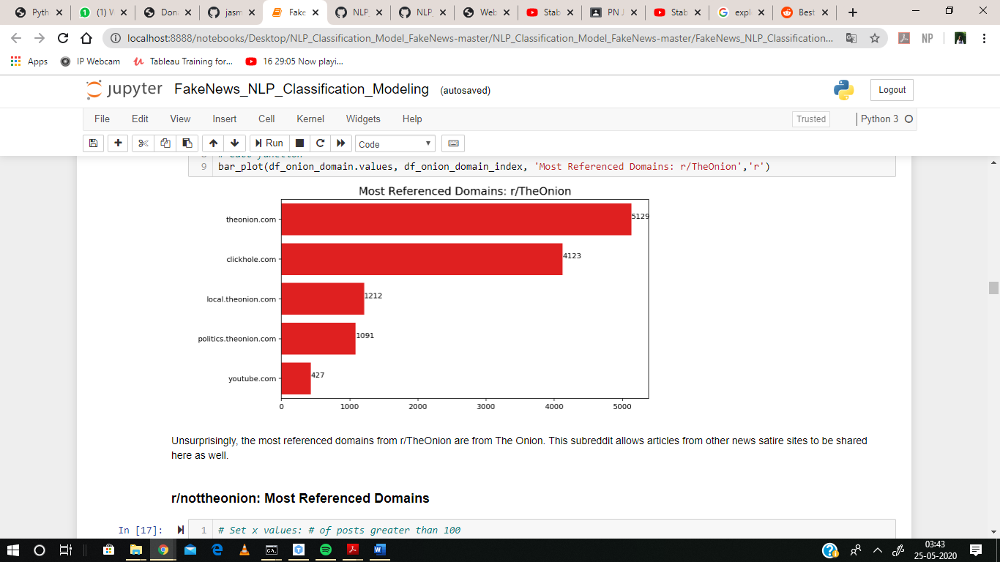 Pyth
(1) W
Don
jasm
Fake
NLP_
NLP_
Web
Stab
PN J
Stab
expl
Best
localhost:8888/notebooks/Desktop/NLP_Classification_Model_FakeNews-master/NLP_Classification_Model_FakeNews-master/FakeNews_NLP_Classification...
NP
Apps
IP Webcam
Tableau Training for...
16 29:05 Now playi...
jupyter FakeNews_NLP_Classification_Modeling (autosaved)
Logout
File Edit View Insert Cell Kernel Widgets Help
Trusted
Python 3
Run
Code
9 bar_plot(df_onion_domain.values, df_onion_domain_index, 'Most Referenced Domains: r/TheOnion','r')
Most Referenced Domains: r/TheOnion
theonion.com 5129
clickhole.com 4123
local.theonion.com 1212
politics.theonion.com 1091
youtube.com 427
0 1000 2000 3000 4000 5000
Unsurprisingly, the most referenced domains from r/TheOnion are from The Onion. This subreddit allows articles from other news satire sites to be shared
here as well.
r/nottheonion: Most Referenced Domains
In [17]:
1 # Set x values: # of posts greater than 100
03:43
25-05-2020